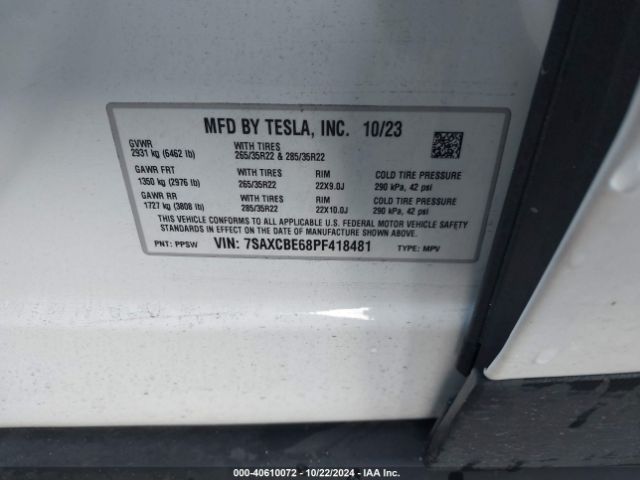 MFD BY TESLA, INC. 10/23
GVWR
2931 kg (6462 lb)
WITH TIRES
265/35R22 & 285/35R22
GAWR FRT
1350 kg (2976 lb)
WITH TIRES
265/35R22
RIM
22X9.0J
COLD TIRE PRESSURE
290 kPa, 42 psi
GAWR RR
1727 kg (3808 lb)
WITH TIRES
285/35R22
RIM
22X10.0J
COLD TIRE PRESSURE
290 kPa, 42 psi
THIS VEHICLE CONFORMS TO ALL APPLICABLE U.S. FEDERAL MOTOR VEHICLE SAFETY
STANDARDS IN EFFECT ON THE DATE OF MANUFACTURE SHOWN ABOVE.
PNT: PPSW VIN: 7SAXCBE68PF418481 TYPE: MPV
000-40610072 - 10/22/2024 - IAA Inc.